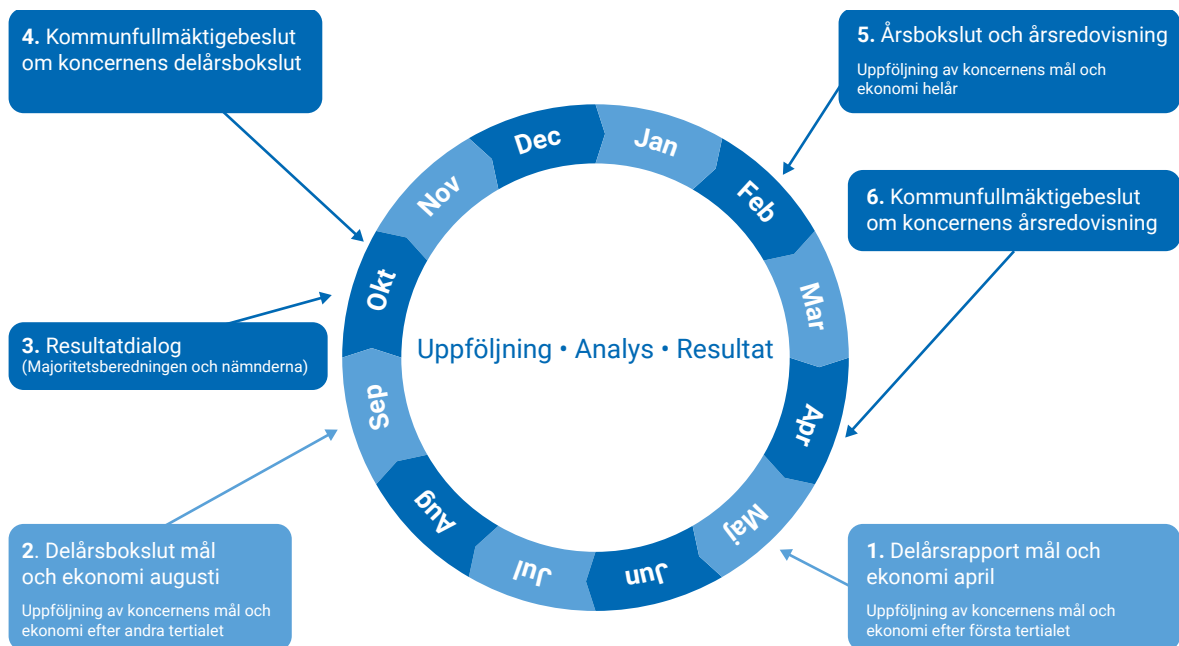 4. Kommunfullmäktigebeslut
om koncernens delårsbokslut
5. Årsbokslut och årsredovisning
Uppföljning av koncernens mål och
ekonomi helår
6. Kommunfullmäktigebeslut
om koncernens årsredovisning
3. Resultatdialog
(Majoritetsberedningen och nämnderna)
2. Delårsbokslut mål
och ekonomi augusti
Uppföljning av koncernens mål och
ekonomi efter andra tertialet
1. Delårsrapport mål och
ekonomi april
Uppföljning av koncernens mål och
ekonomi efter första tertialet
Jan
Feb
Mar
Apr
Maj
Jun
Jul
Aug
Sep
Okt
Nov
Dec
Uppföljning • Analys • Resultat